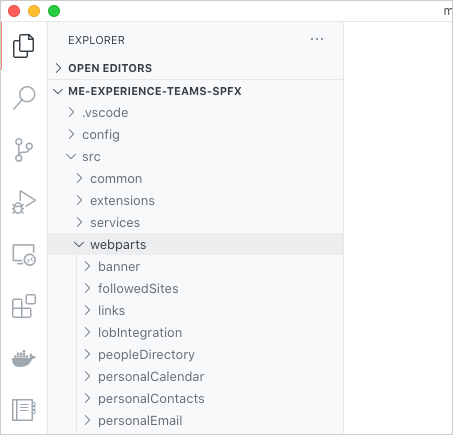 m
EXPLORER ...
OPEN EDITORS
ME-EXPERIENCE-TEAMS-SPFX
.vscode
config
src
common
extensions
services
webparts
banner
followedSites
links
lobIntegration
peopleDirectory
personalCalendar
personalContacts
personalEmail